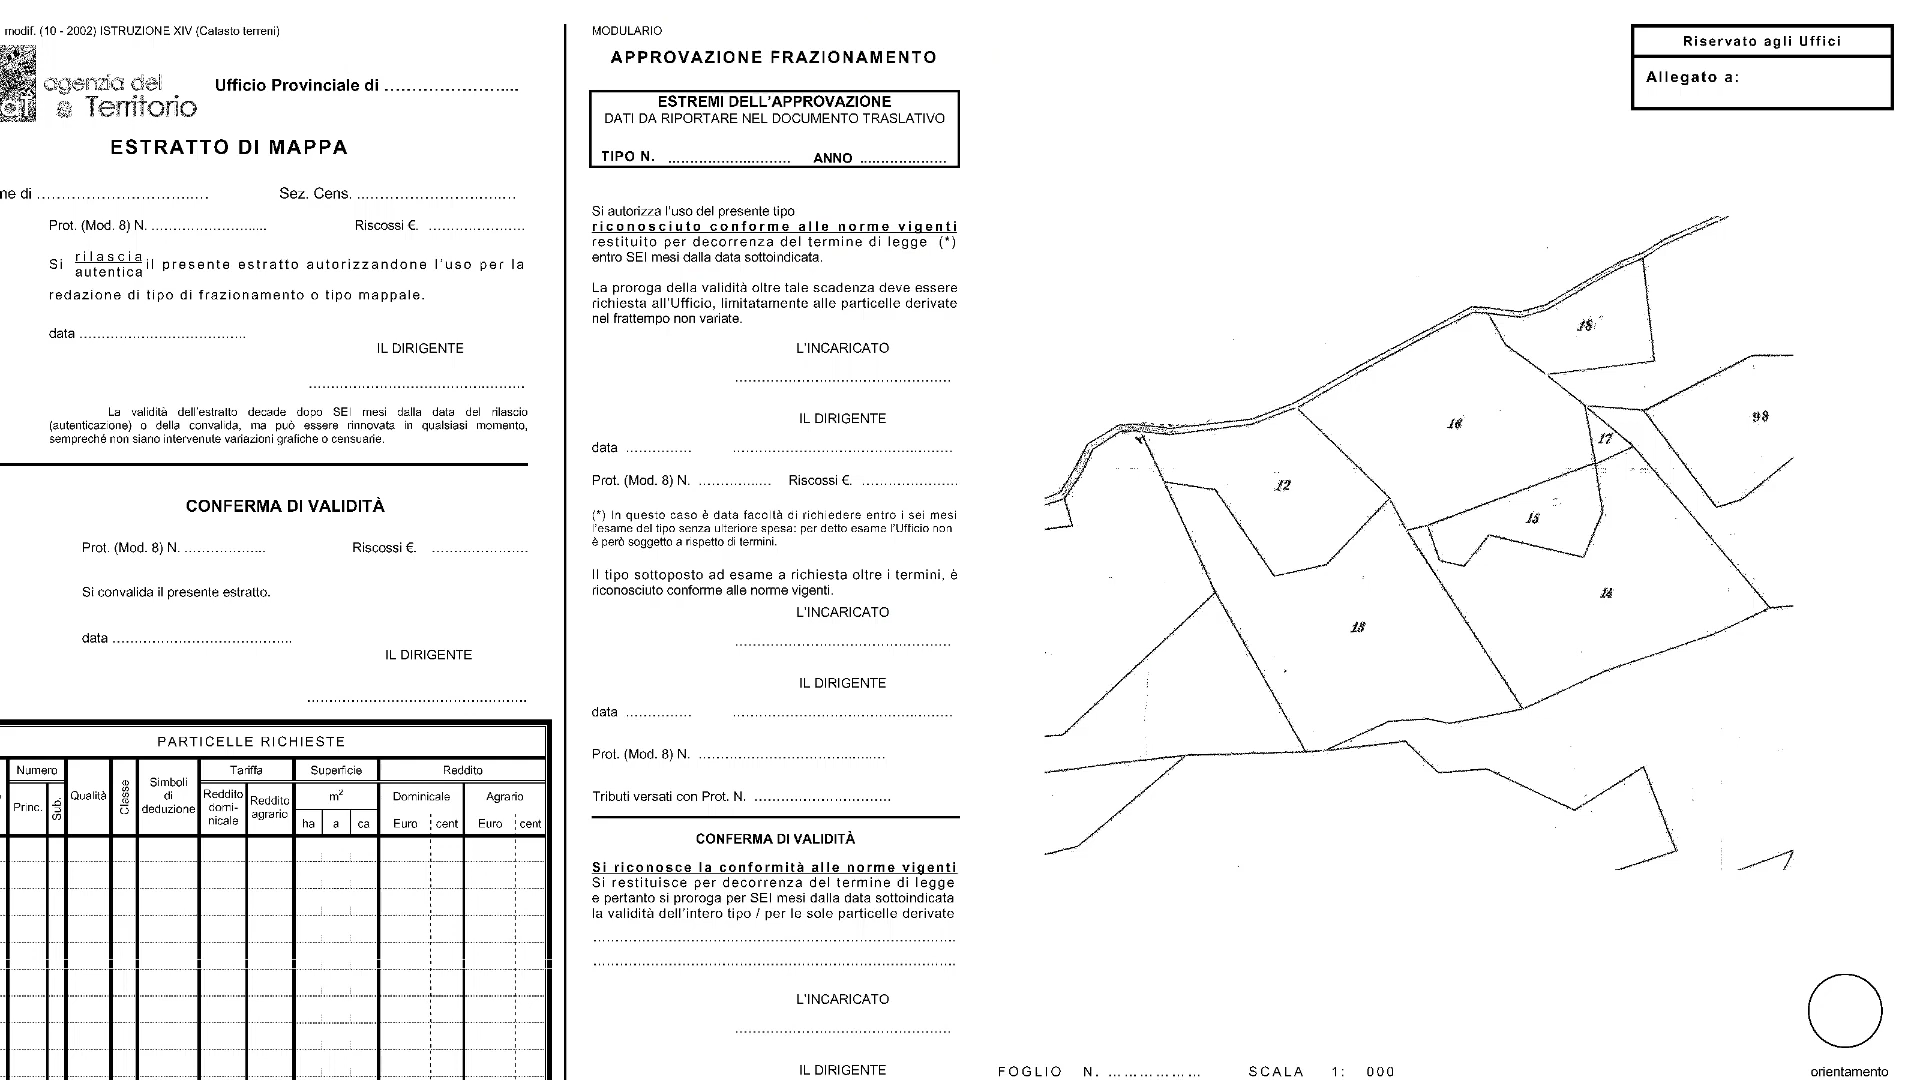 modif. (10 - 2002) ISTRUZIONE XIV (Catasto terreni)
agenzia del
Territorio
Ufficio Provinciale di ……………………....
ESTRATTO DI MAPPA
ne di …………………………….…
Sez. Cens. ………………………….….
Prot. (Mod. 8) N. …………………….....
Riscossi €. ………………….
Si rilascia
autentica il presente estratto autorizzandone l'uso per la
redazione di tipo di frazionamento o tipo mappale.
data ………………………………..
IL DIRIGENTE
…………………………………..………
La validità dell'estratto decade dopo SEI mesi dalla data del rilascio
(autenticazione) o della convalida, ma può essere rinnovata in qualsiasi momento,
sempreché non siano intervenute variazioni grafiche o censuarie.
CONFERMA DI VALIDITÀ
Prot. (Mod. 8) N. ……………….
Riscossi €. ………………….
Si convalida il presente estratto.
data …………………………………..
IL DIRIGENTE
……………………………………………
PARTICELLE RICHIESTE
Numero
Princ.
Sub.
Qualità
Classe
Simboli
di
deduzione
Tariffa
Reddito
domi-
nicale
Reddito
agrario
Superficie
m2
ha
a
ca
Reddito
Dominicale
Agrario
Euro
cent
Euro
cent
MODULARIO
APPROVAZIONE FRAZIONAMENTO
ESTREMI DELL'APPROVAZIONE
DATI DA RIPORTARE NEL DOCUMENTO TRASLATIVO
TIPO N. ……………………….. ANNO ………………..
Si autorizza l'uso del presente tipo
riconosciuto conforme alle norme vigenti
restituito per decorrenza del termine di legge (*)
entro SEI mesi dalla data sottoindicata.
La proroga della validità oltre tale scadenza deve essere
richiesta all'Ufficio, limitatamente alle particelle derivate
nel frattempo non variate.
L'INCARICATO
……………………………………………
IL DIRIGENTE
data …………… ……………………………………………
Prot. (Mod. 8) N. …………….. Riscossi €. ………………….
(*) In questo caso è data facoltà di richiedere entro i sei mesi
l'esame del tipo senza ulteriore spesa: per detto esame l'Ufficio non
è però soggetto a rispetto di termini.
Il tipo sottoposto ad esame a richiesta oltre i termini, è
riconosciuto conforme alle norme vigenti.
L'INCARICATO
……………………………………………
IL DIRIGENTE
data …………… ……………………………………………
Prot. (Mod. 8) N. ……………………………….……..
Tributi versati con Prot. N. …………………………..
CONFERMA DI VALIDITÀ
Si riconosce la conformità alle norme vigenti
Si restituisce per decorrenza del termine di legge
e pertanto si proroga per SEI mesi dalla data sottoindicata
la validità dell'intero tipo / per le sole particelle derivate
…………………………………………………………………………
…………………………………………………………………………
L'INCARICATO
……………………………………………
IL DIRIGENTE
Riservato agli Uffici
Allegato a:
18
16
98
17
12
15
14
13
FOGLIO N. ………………
SCALA 1: 000
orientamento